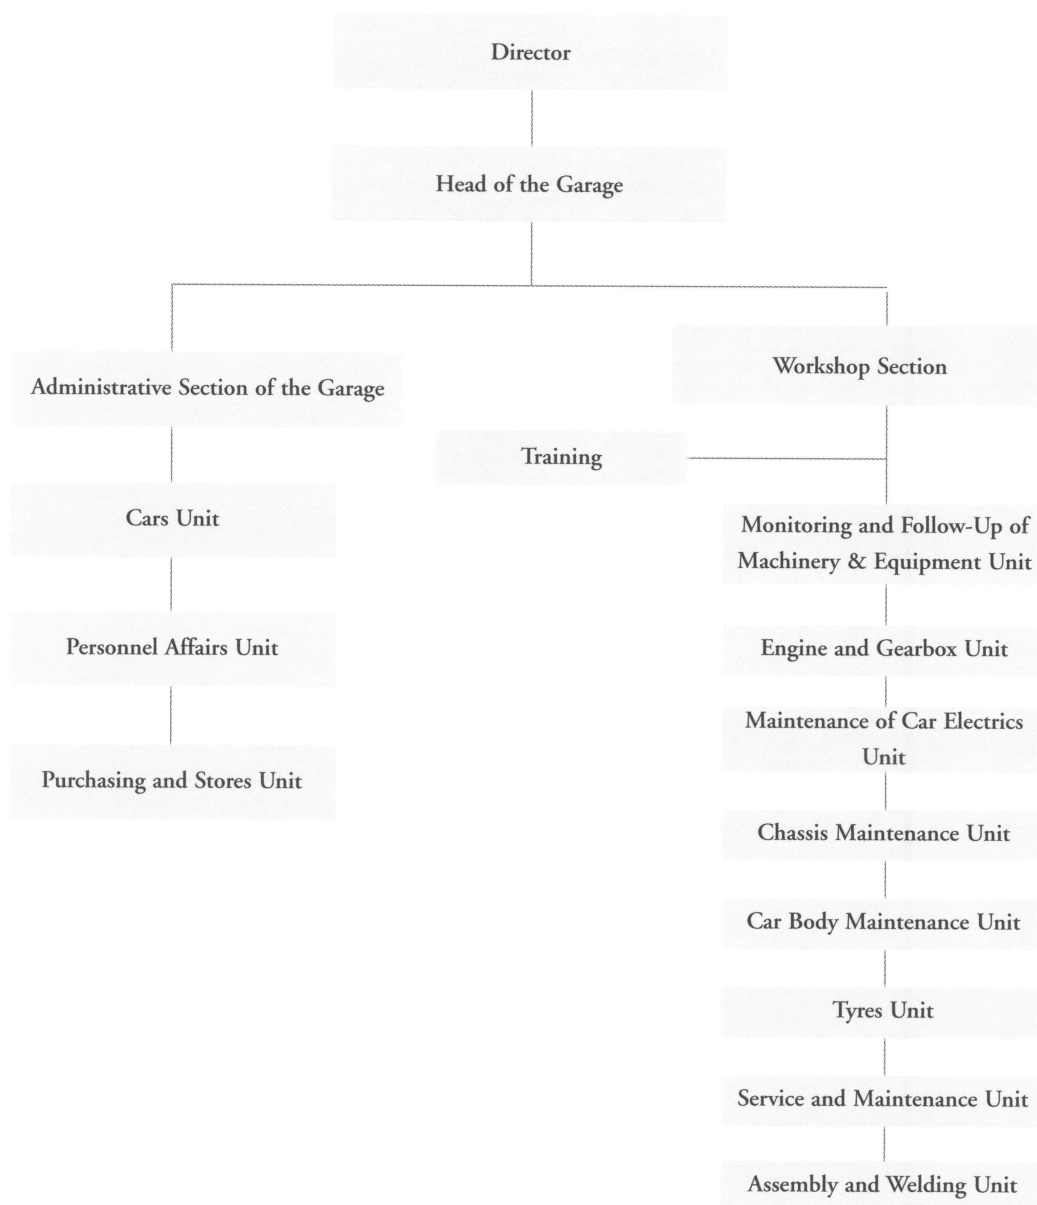 Director
Head of the Garage
Administrative Section of the Garage
Workshop Section
Training
Cars Unit
Monitoring and Follow-Up of
Machinery & Equipment Unit
Personnel Affairs Unit
Engine and Gearbox Unit
Maintenance of Car Electrics
Unit
Purchasing and Stores Unit
Chassis Maintenance Unit
Car Body Maintenance Unit
Tyres Unit
Service and Maintenance Unit
Assembly and Welding Unit